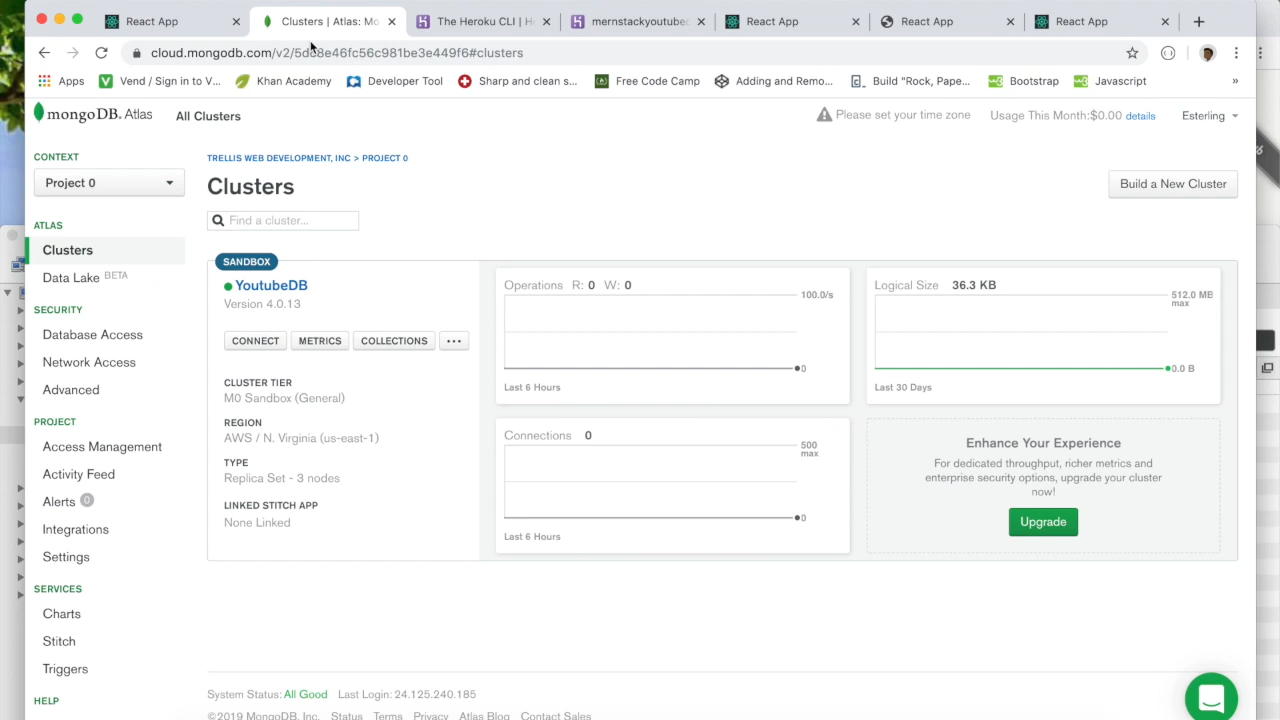 React App
Clusters | Atlas: Mo
The Heroku CLI | H
mernstackyoutubec
React App
React App
React App
cloud.mongodb.com/v2/5dc8e46fc56c981be3e449f6#clusters
Apps
Vend / Sign in to V...
Khan Academy
Developer Tool
Sharp and clean s...
Free Code Camp
Adding and Remo...
Build "Rock, Pape...
Bootstrap
Javascript
»
mongoDB. Atlas
All Clusters
Please set your time zone
Usage This Month:$0.00 details
Esterling
CONTEXT
Project 0
ATLAS
Clusters
Data Lake BETA
SECURITY
Database Access
Network Access
Advanced
PROJECT
Access Management
Activity Feed
Alerts 0
Integrations
Settings
SERVICES
Charts
Stitch
Triggers
HELP
TRELLIS WEB DEVELOPMENT, INC > PROJECT 0
Clusters
Build a New Cluster
Find a cluster...
SANDBOX
YoutubeDB
Version 4.0.13
CONNECT
METRICS
COLLECTIONS
...
CLUSTER TIER
M0 Sandbox (General)
REGION
AWS / N. Virginia (us-east-1)
TYPE
Replica Set - 3 nodes
LINKED STITCH APP
None Linked
Operations R: 0 W: 0
100.0/s
0
Last 6 Hours
Logical Size 36.3 KB
512.0 MB
max
0.0 B
Last 30 Days
Connections 0
500
max
0
Last 6 Hours
Enhance Your Experience
For dedicated throughput, richer metrics and
enterprise security options, upgrade your cluster
now!
Upgrade
System Status: All Good Last Login: 24.125.240.185
©2019 MongoDB, Inc. Status Terms Privacy Atlas Blog Contact Sales